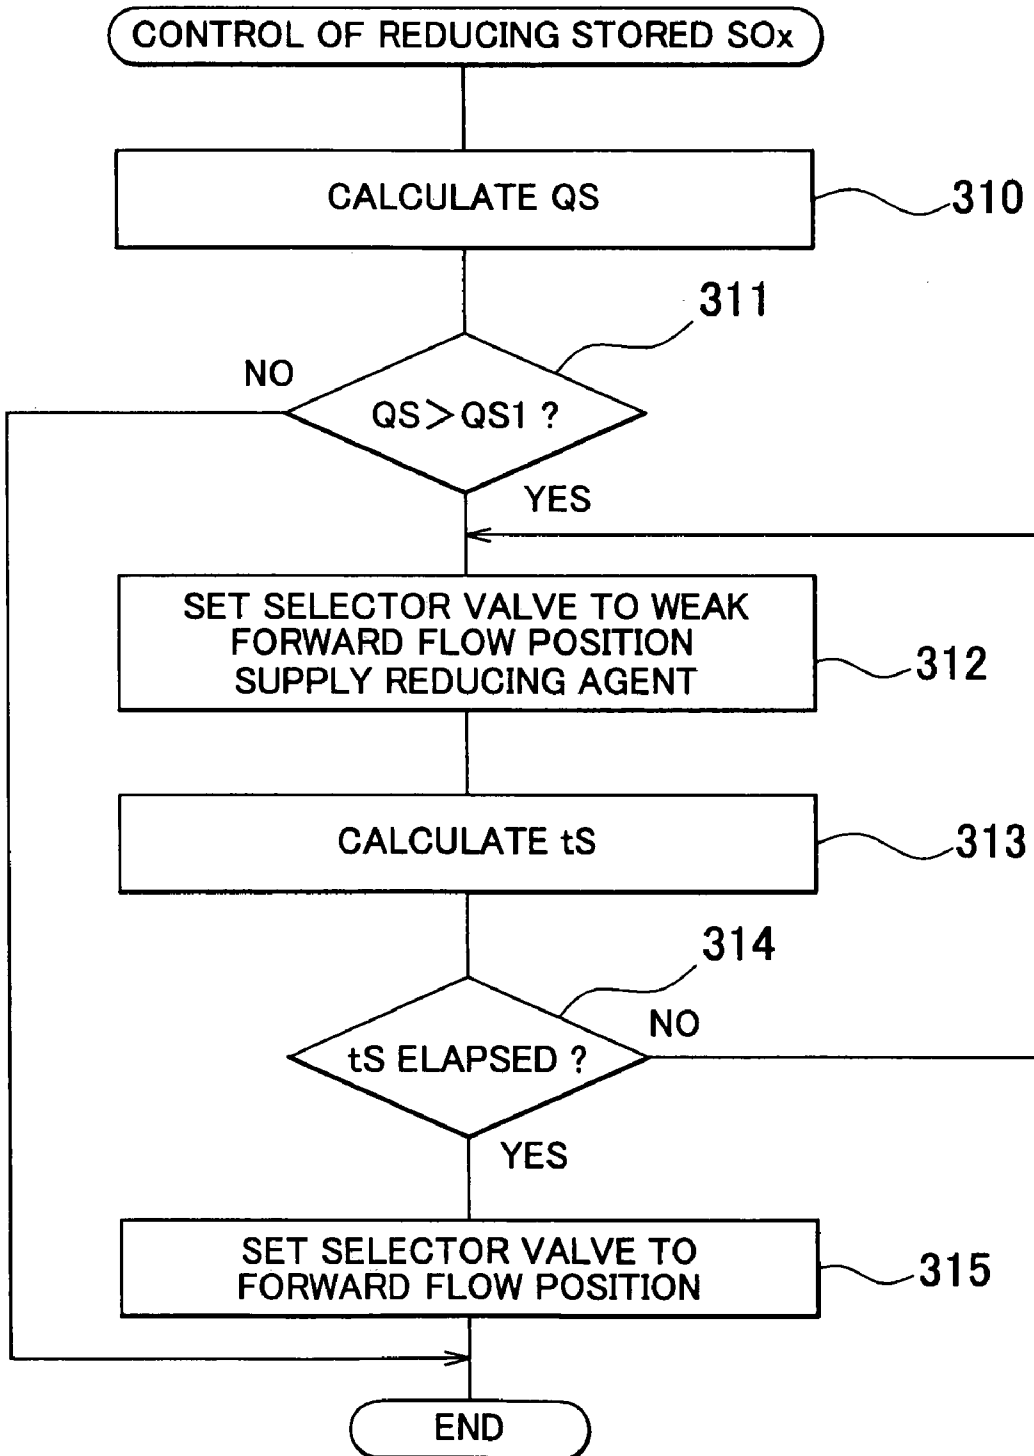 CONTROL OF REDUCING STORED SOx
CALCULATE QS
310
311
NO
QS>QS1 ?
YES
SET SELECTOR VALVE TO WEAK
FORWARD FLOW POSITION
SUPPLY REDUCING AGENT
312
CALCULATE tS
313
314
NO
tS ELAPSED ?
YES
SET SELECTOR VALVE TO
FORWARD FLOW POSITION
315
END